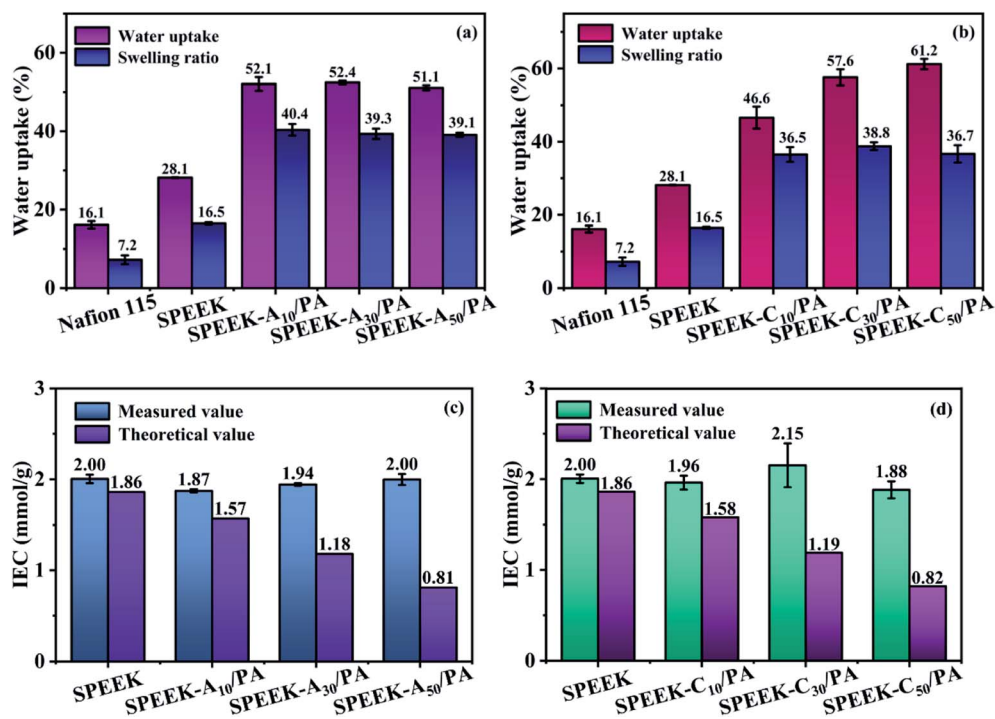 (a)
Water uptake
Swelling ratio
Water uptake (%)
60
40
20
0
16.1
7.2
28.1
16.5
52.1
40.4
52.4
39.3
51.1
39.1
Nafion 115
SPEEK
SPEEK-A₁₀/PA
SPEEK-A₃₀/PA
SPEEK-A₅₀/PA
(b)
Water uptake
Swelling ratio
Water uptake (%)
60
40
20
0
16.1
7.2
28.1
16.5
46.6
36.5
57.6
38.8
61.2
36.7
Nafion 115
SPEEK
SPEEK-C₁₀/PA
SPEEK-C₃₀/PA
SPEEK-C₅₀/PA
(c)
Measured value
Theoretical value
IEC (mmol/g)
3
2
1
0
2.00
1.86
1.87
1.57
1.94
1.18
2.00
0.81
SPEEK
SPEEK-A₁₀/PA
SPEEK-A₃₀/PA
SPEEK-A₅₀/PA
(d)
Measured value
Theoretical value
IEC (mmol/g)
3
2
1
0
2.00
1.86
1.96
1.58
2.15
1.19
1.88
0.82
SPEEK
SPEEK-C₁₀/PA
SPEEK-C₃₀/PA
SPEEK-C₅₀/PA